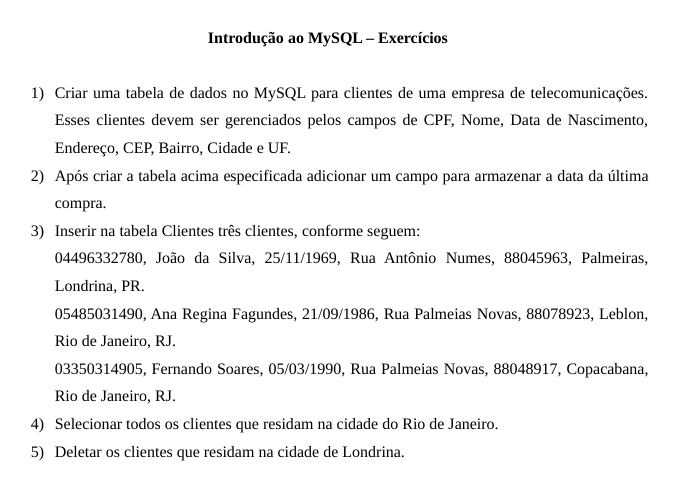 Introdução ao MySQL – Exercícios
1) Criar uma tabela de dados no MySQL para clientes de uma empresa de telecomunicações.
Esses clientes devem ser gerenciados pelos campos de CPF, Nome, Data de Nascimento,
Endereço, CEP, Bairro, Cidade e UF.
2) Após criar a tabela acima especificada adicionar um campo para armazenar a data da última
compra.
3) Inserir na tabela Clientes três clientes, conforme seguem:
04496332780, João da Silva, 25/11/1969, Rua Antônio Numes, 88045963, Palmeiras,
Londrina, PR.
05485031490, Ana Regina Fagundes, 21/09/1986, Rua Palmeias Novas, 88078923, Leblon,
Rio de Janeiro, RJ.
03350314905, Fernando Soares, 05/03/1990, Rua Palmeias Novas, 88048917, Copacabana,
Rio de Janeiro, RJ.
4) Selecionar todos os clientes que residam na cidade do Rio de Janeiro.
5) Deletar os clientes que residam na cidade de Londrina.